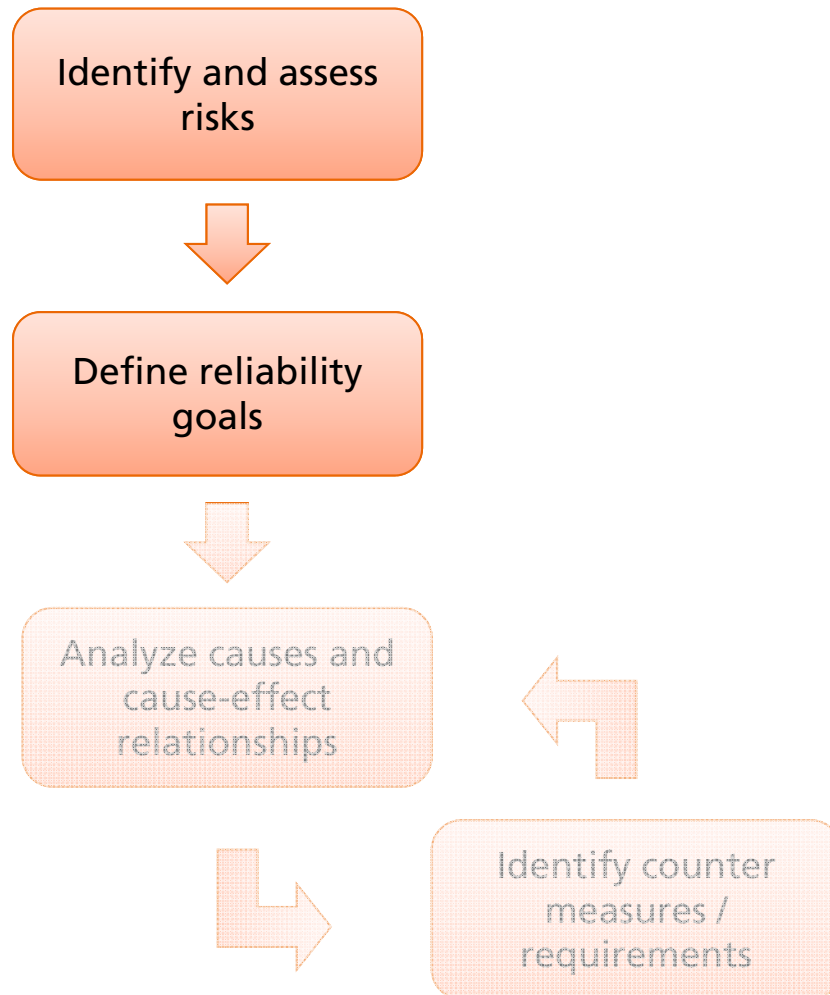 Identify and assess
risks
Define reliability
goals
Analyze causes and
cause-effect
relationships
Identify counter
measures /
requirements